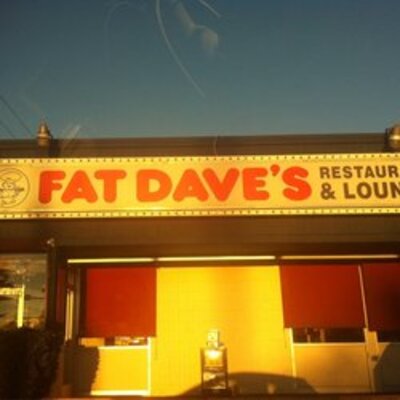 FAT DAVE'S
RESTAUR
& LOUN